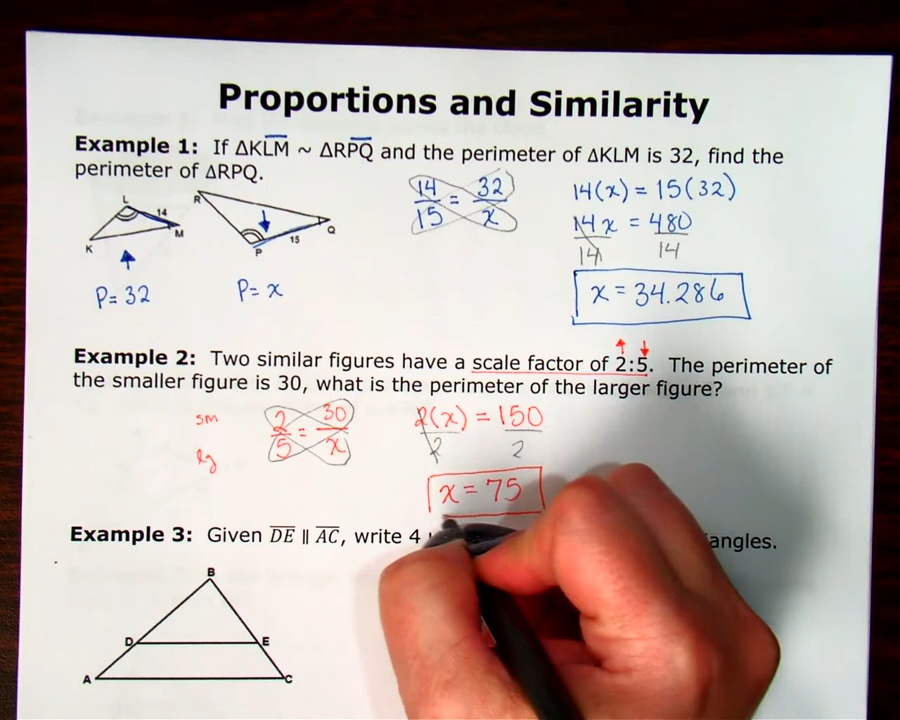 Proportions and Similarity
Example 1: If ΔKLM ~ ΔRPQ and the perimeter of ΔKLM is 32, find the
perimeter of ΔRPQ.
L
14
M
K
R
Q
15
P
P= 32
P= x
14/15 = 32/x
14(x) = 15(32)
14x = 480
14 14
x = 34.286
Example 2: Two similar figures have a scale factor of 2:5. The perimeter of
the smaller figure is 30, what is the perimeter of the larger figure?
sm
lg
2/5 = 30/x
2(x) = 150
2 2
x = 75
Example 3: Given D̅E̅ ∥ A̅C̅, write 4
B
D
E
A
C